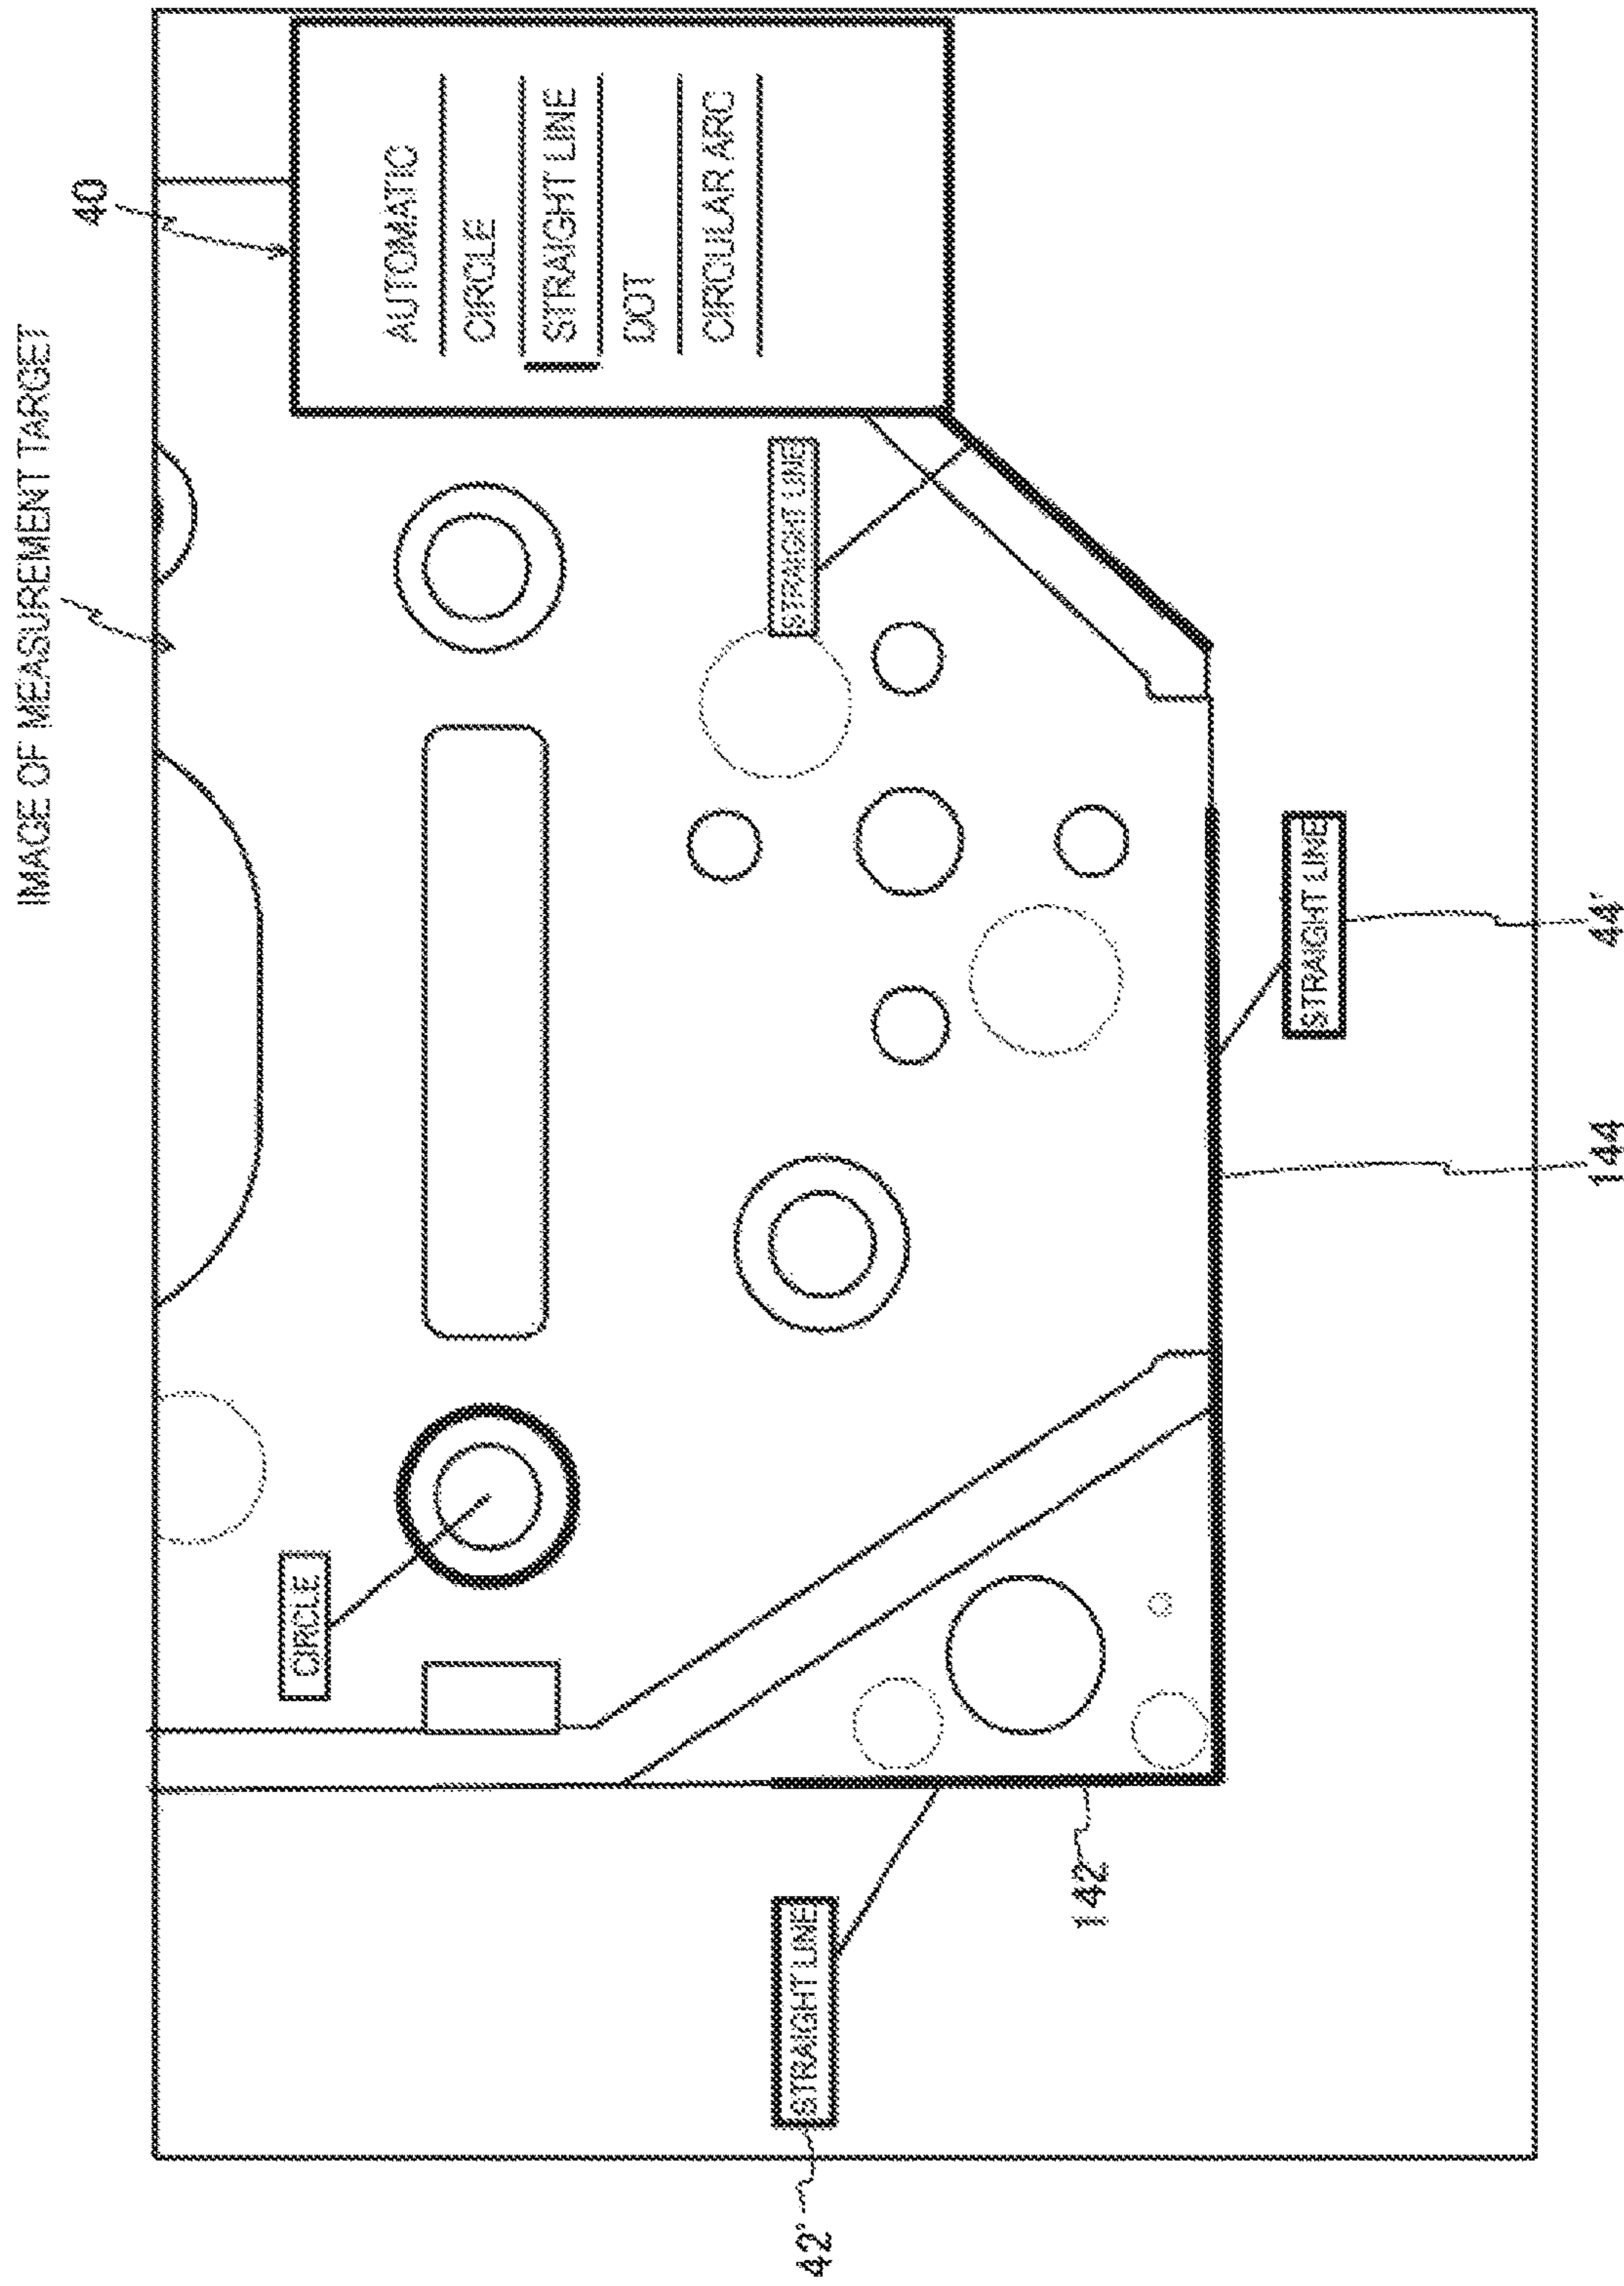 IMAGE OF MEASUREMENT TARGET
40
CIRCLE
AUTOMATIC
CIRCLE
STRAIGHT LINE
DOT
CIRCULAR ARC
STRAIGHT LINE
42'
STRAIGHT LINE
142
STRAIGHT LINE
144
44'